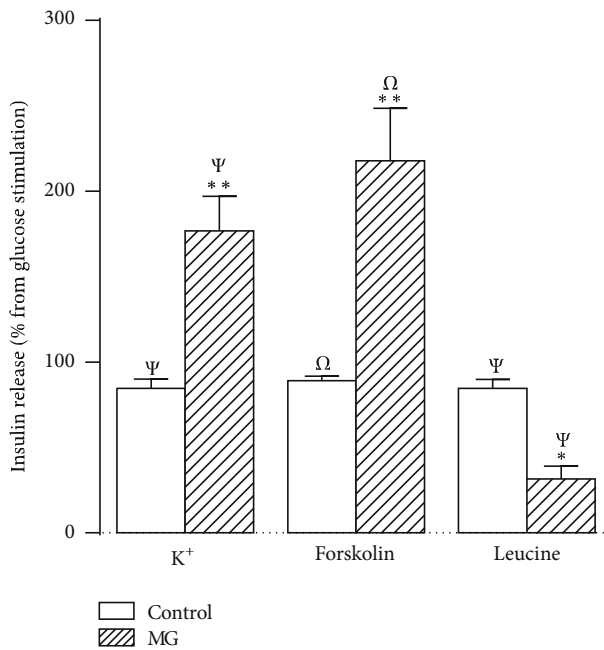 300
200
100
0
Insulin release (% from glucose stimulation)
Ψ
Ψ
**
Ω
Ω
**
Ψ
Ψ
*
K⁺
Forskolin
Leucine
Control
MG